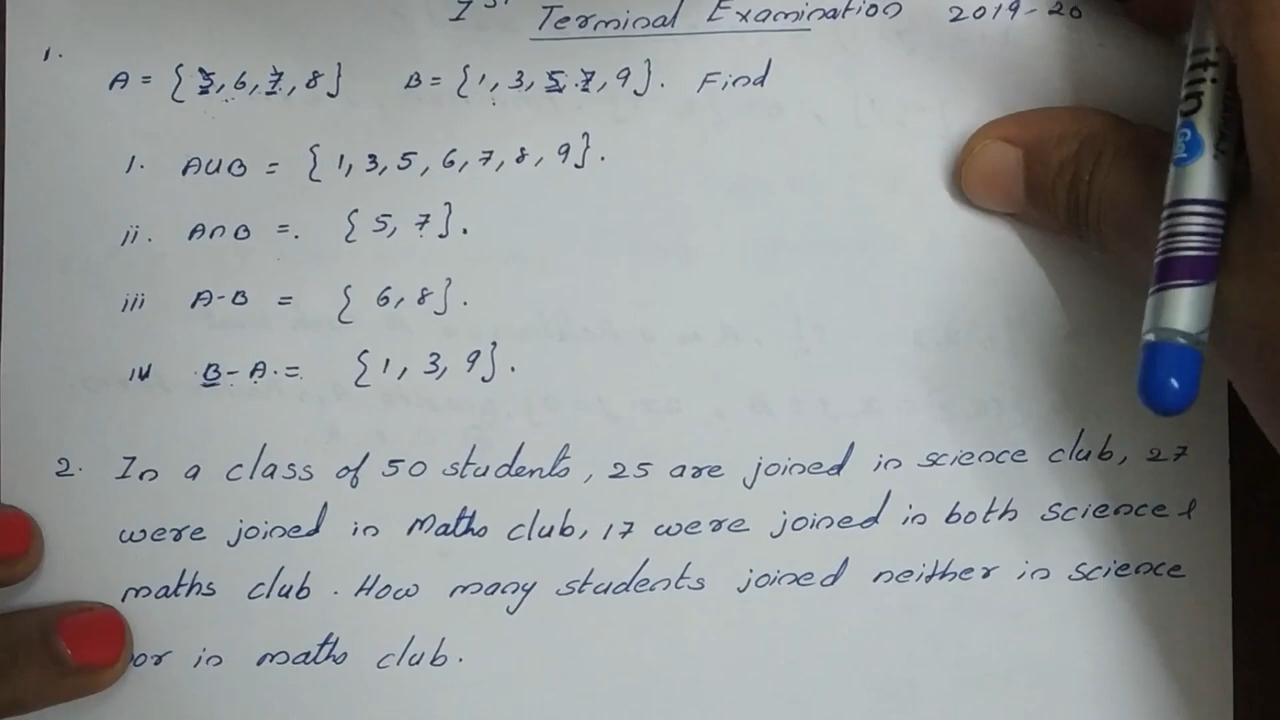 Ist Terminal Examination 2019-20
1.
A = {5, 6, 7, 8} B = {1, 3, 5, 7, 9}. Find
i. A∪B = {1, 3, 5, 6, 7, 8, 9}.
ii. A∩B = {5, 7}.
iii A-B = {6, 8}.
iv B-A = {1, 3, 9}.
2. In a class of 50 students, 25 are joined in science club, 27
were joined in Maths club, 17 were joined in both science &
maths club. How many students joined neither in science
or in maths club.
itip
Gel